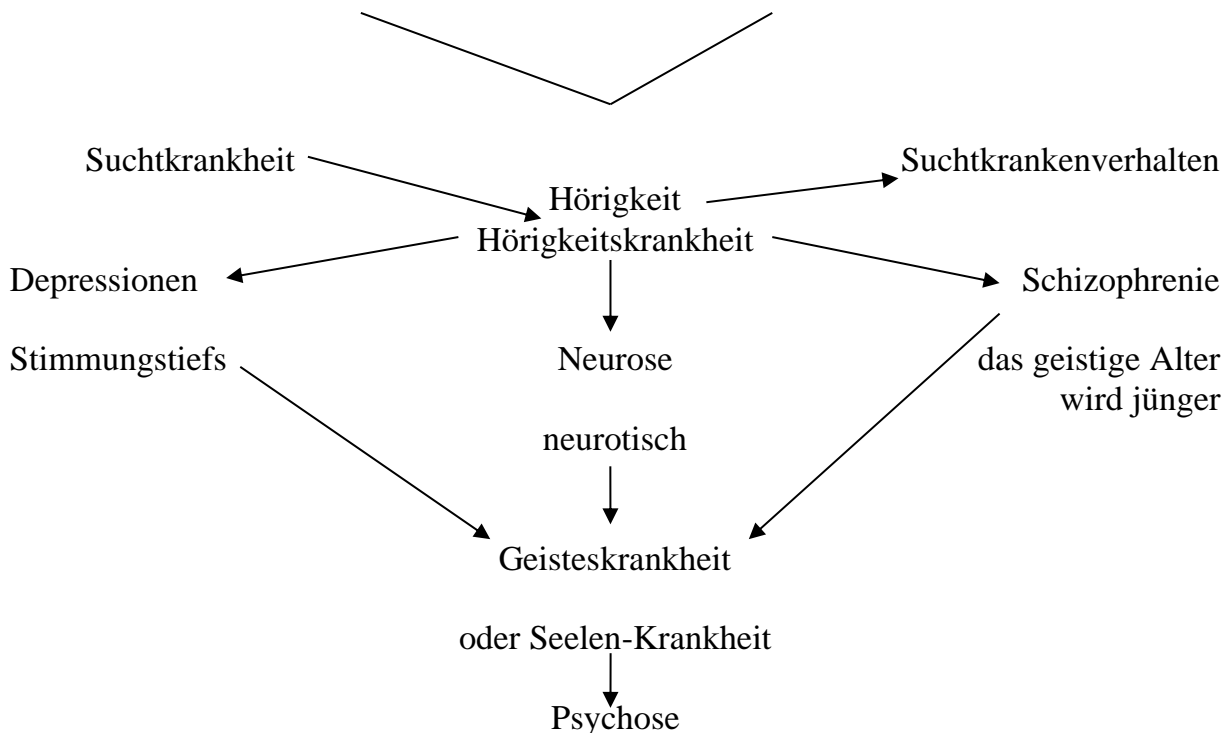 Suchtkrankheit
Suchtkrankenverhalten
Hörigkeit
Hörigkeitskrankheit
Depressionen
Schizophrenie
Stimmungstiefs
Neurose
das geistige Alter
wird jünger
neurotisch
Geisteskrankheit
oder Seelen-Krankheit
Psychose